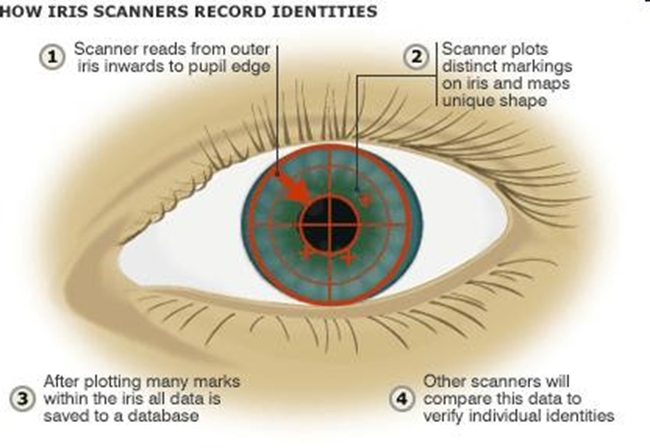 HOW IRIS SCANNERS RECORD IDENTITIES
1
Scanner reads from outer
iris inwards to pupil edge
2
Scanner plots
distinct markings
on iris and maps
unique shape
3
After plotting many marks
within the iris all data is
saved to a database
4
Other scanners will
compare this data to
verify individual identities